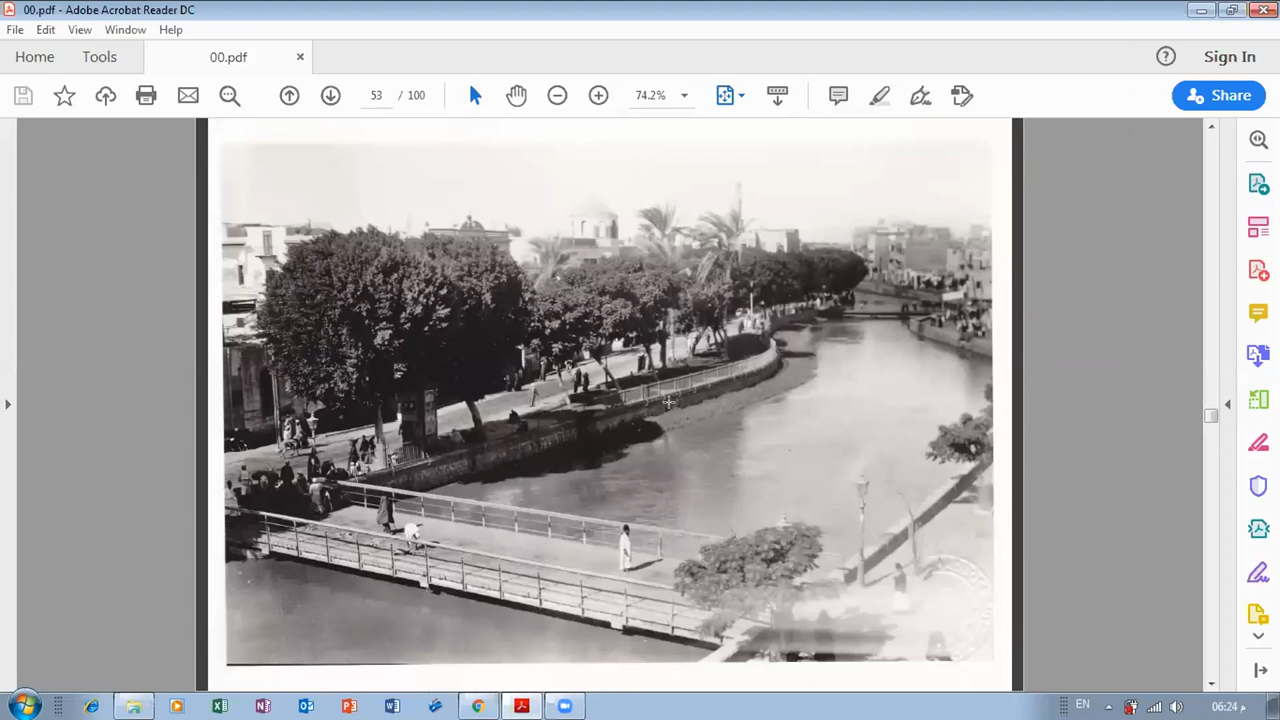 00.pdf - Adobe Acrobat Reader DC
File Edit View Window Help
Home Tools 00.pdf Sign In
53 / 100 74.2% Share
EN 06:24 م